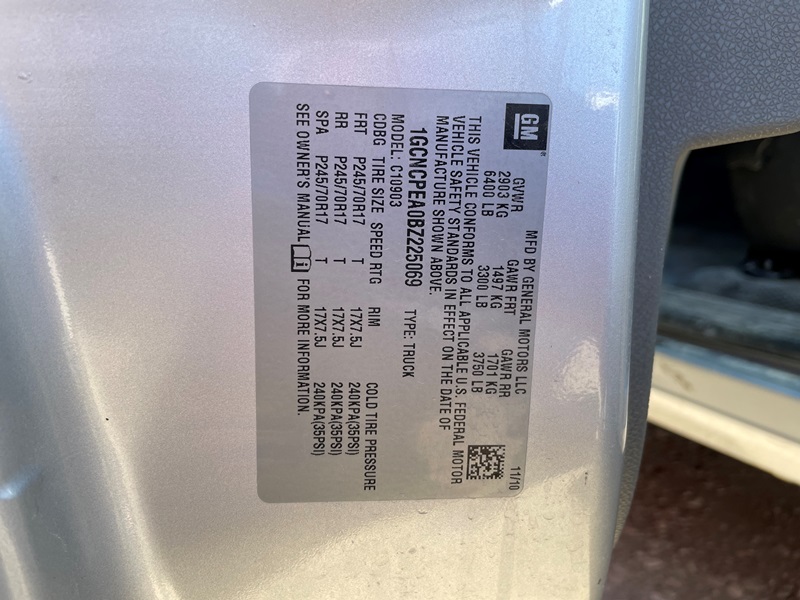 GM
MFD BY GENERAL MOTORS LLC 11/10
GVWR GAWR FRT GAWR RR
2903 KG 1497 KG 1701 KG
6400 LB 3300 LB 3750 LB
THIS VEHICLE CONFORMS TO ALL APPLICABLE U.S. FEDERAL MOTOR
VEHICLE SAFETY STANDARDS IN EFFECT ON THE DATE OF
MANUFACTURE SHOWN ABOVE.
1GCNCPEA0BZ225069 TYPE: TRUCK
MODEL: C10903
CDBG TIRE SIZE SPEED RTG RIM COLD TIRE PRESSURE
FRT P245/70R17 T 17X7.5J 240KPA(35PSI)
RR P245/70R17 T 17X7.5J 240KPA(35PSI)
SPA P245/70R17 T 17X7.5J 240KPA(35PSI)
SEE OWNER'S MANUAL FOR MORE INFORMATION.